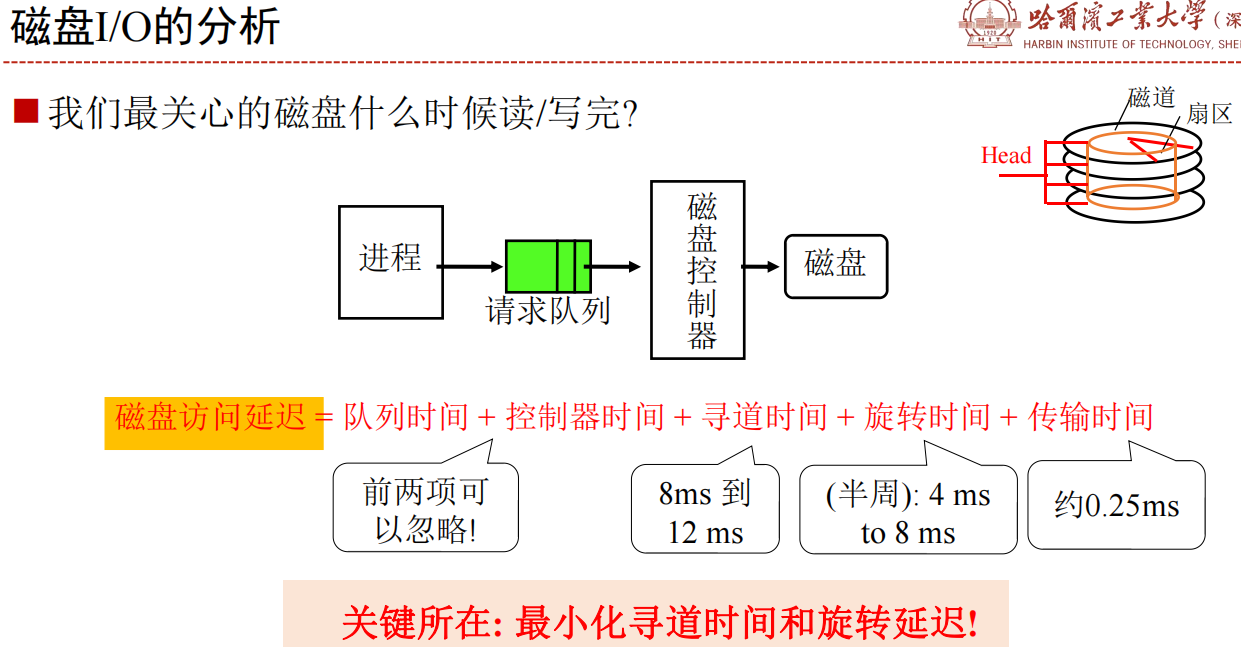 磁盘I/O的分析
哈爾濱工業大學(深
HARBIN INSTITUTE OF TECHNOLOGY, SHE
1920
HIT
我们最关心的磁盘什么时候读/写完?
磁道
扇区
Head
进程
请求队列
磁盘控制器
磁盘
磁盘访问延迟 = 队列时间 + 控制器时间 + 寻道时间 + 旋转时间 + 传输时间
前两项可
以忽略!
8ms 到
12 ms
(半周): 4 ms
to 8 ms
约0.25ms
关键所在: 最小化寻道时间和旋转延迟!